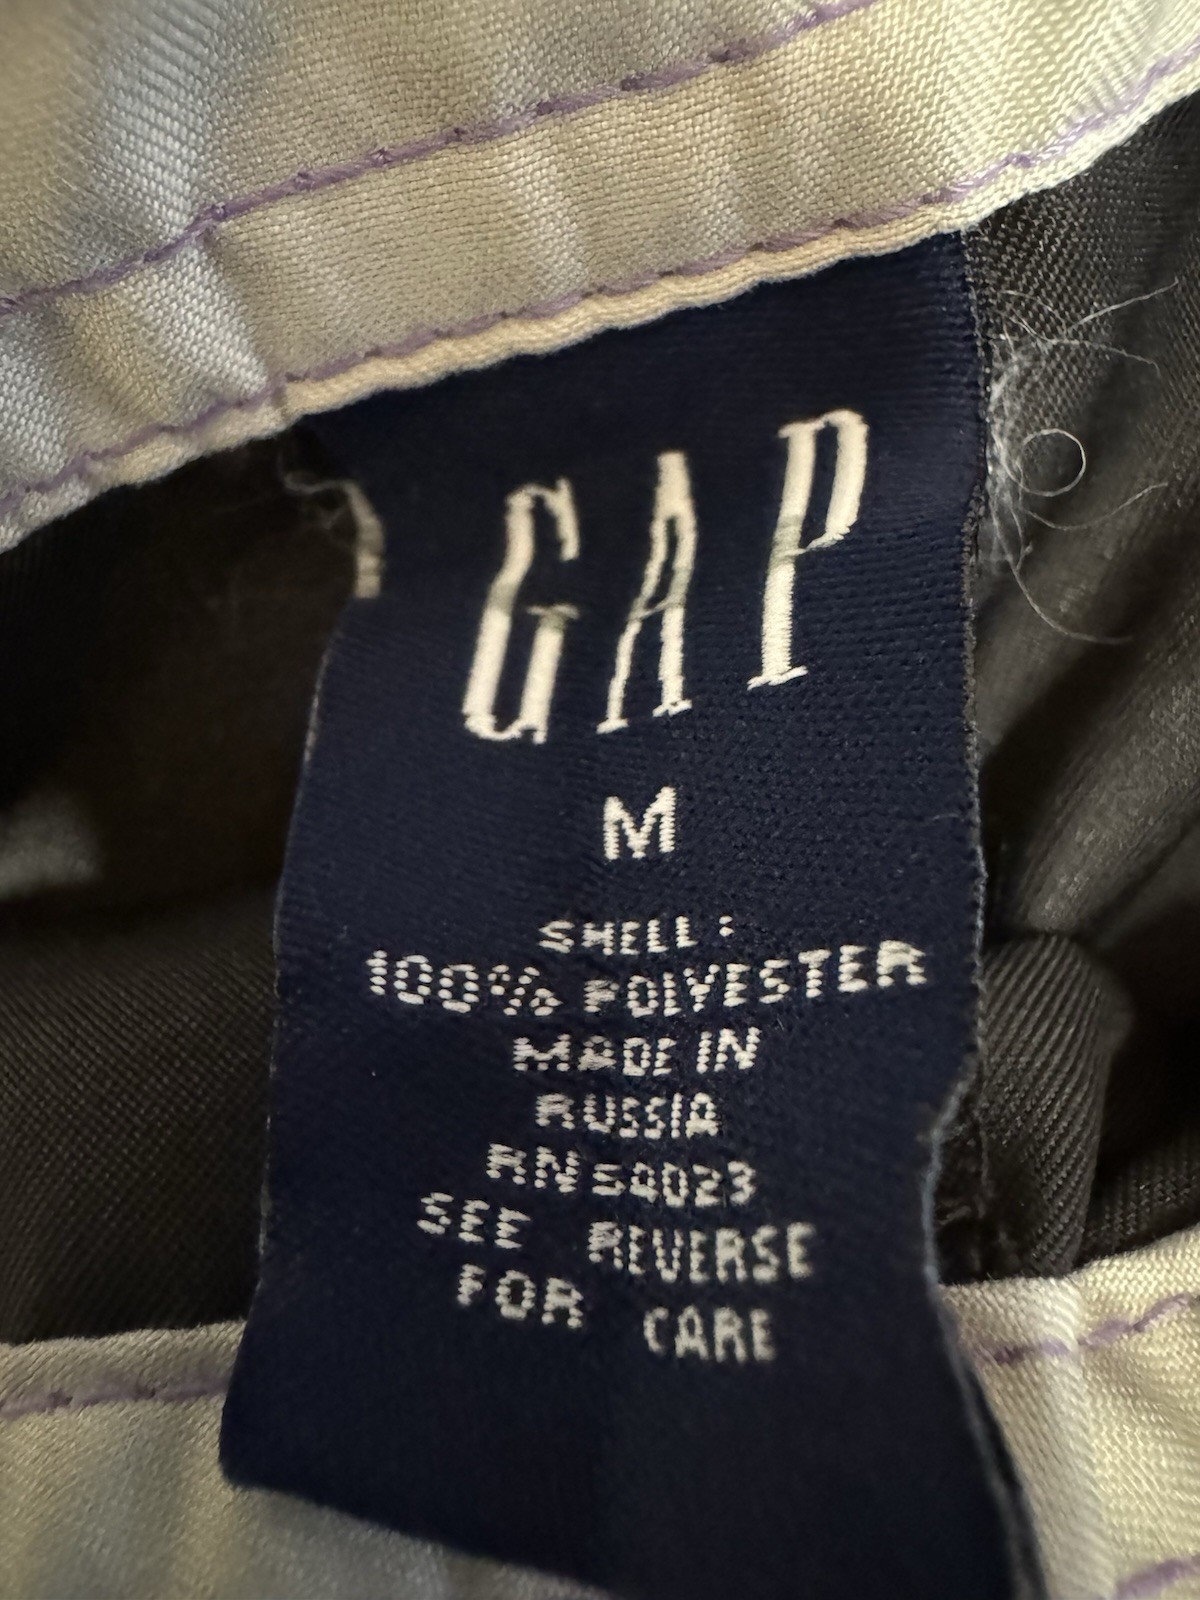 GAP
M
SHELL:
100% POLYESTER
MADE IN
RUSSIA
RN 54023
SEE REVERSE
FOR CARE